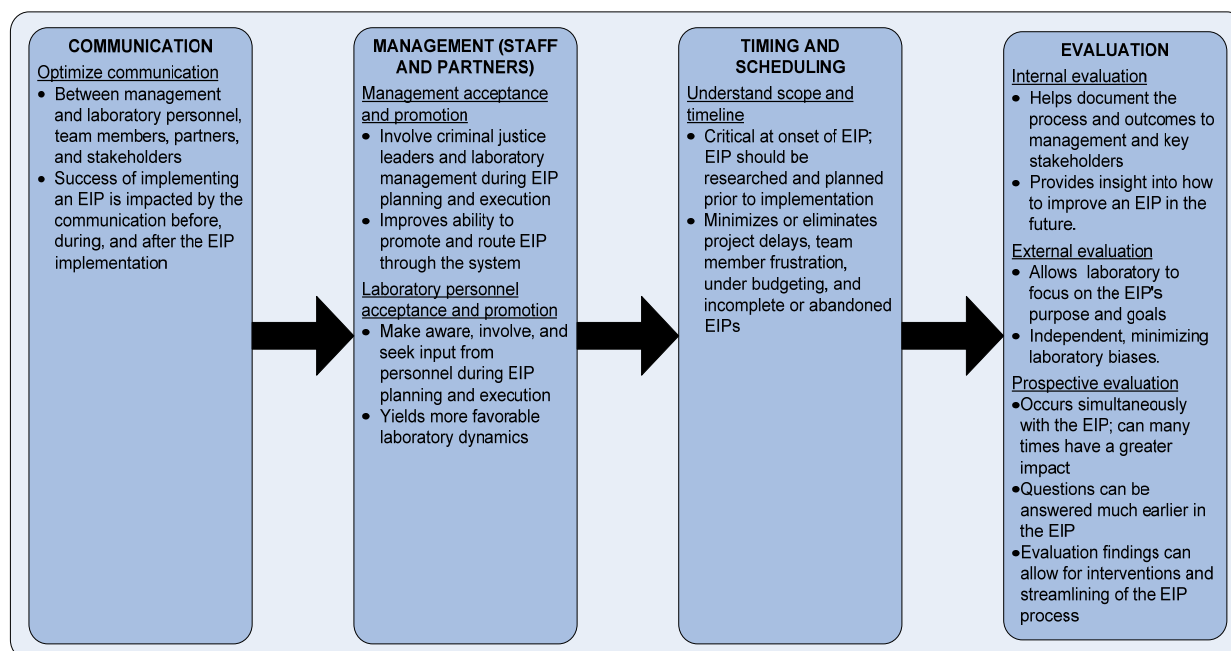 COMMUNICATION
Optimize communication
• Between management
and laboratory personnel,
team members, partners,
and stakeholders
• Success of implementing
an EIP is impacted by the
communication before,
during, and after the EIP
implementation
MANAGEMENT (STAFF
AND PARTNERS)
Management acceptance
and promotion
• Involve criminal justice
leaders and laboratory
management during EIP
planning and execution
• Improves ability to
promote and route EIP
through the system
Laboratory personnel
acceptance and promotion
• Make aware, involve, and
seek input from
personnel during EIP
planning and execution
• Yields more favorable
laboratory dynamics
TIMING AND
SCHEDULING
Understand scope and
timeline
• Critical at onset of EIP;
EIP should be
researched and planned
prior to implementation
• Minimizes or eliminates
project delays, team
member frustration,
under budgeting, and
incomplete or abandoned
EIPs
EVALUATION
Internal evaluation
• Helps document the
process and outcomes to
management and key
stakeholders
• Provides insight into how
to improve an EIP in the
future.
External evaluation
• Allows laboratory to
focus on the EIP's
purpose and goals
• Independent, minimizing
laboratory biases.
Prospective evaluation
•Occurs simultaneously
with the EIP; can many
times have a greater
impact
•Questions can be
answered much earlier in
the EIP
•Evaluation findings can
allow for interventions and
streamlining of the EIP
process